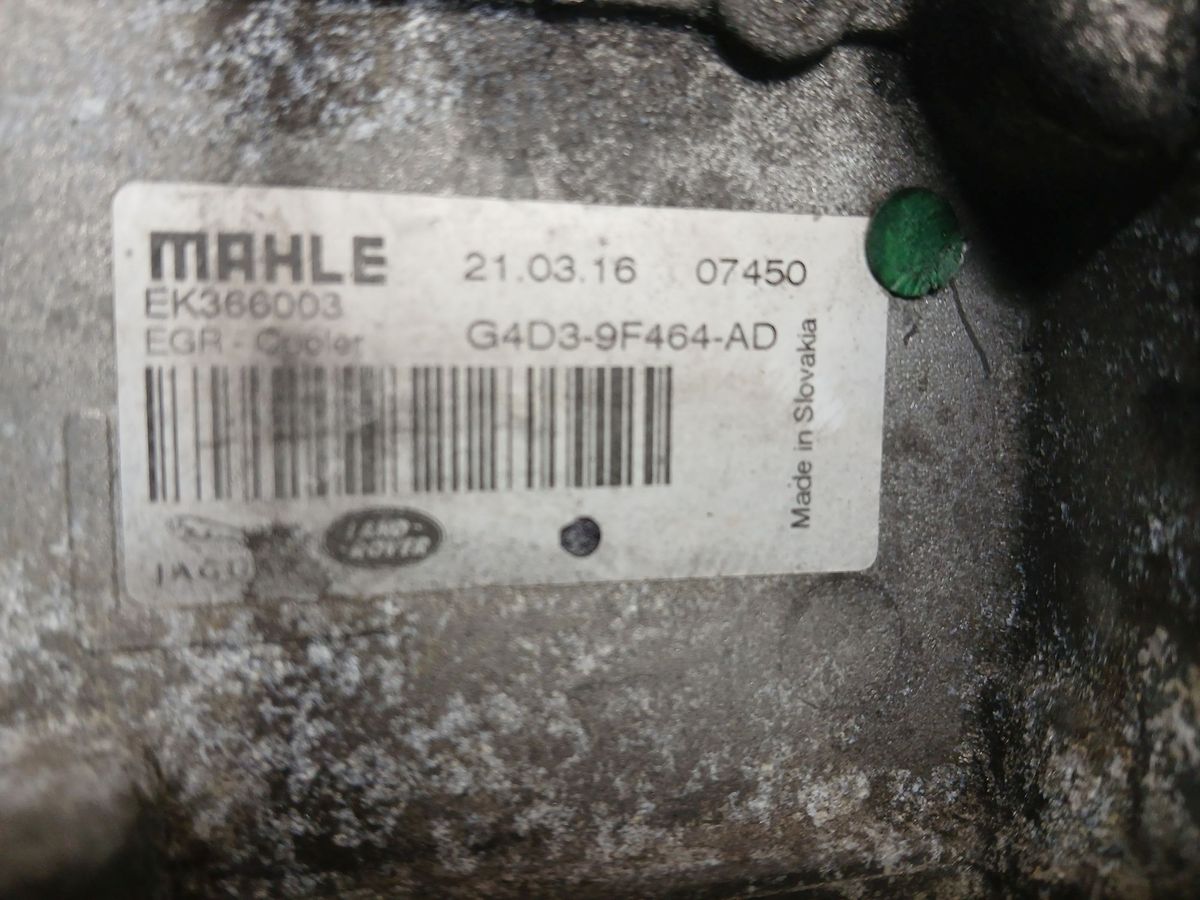 MAHLE 21.03.16 07450
EK366003
EGR - Cooler G4D3-9F464-AD
Made in Slovakia
LAND-
ROVER